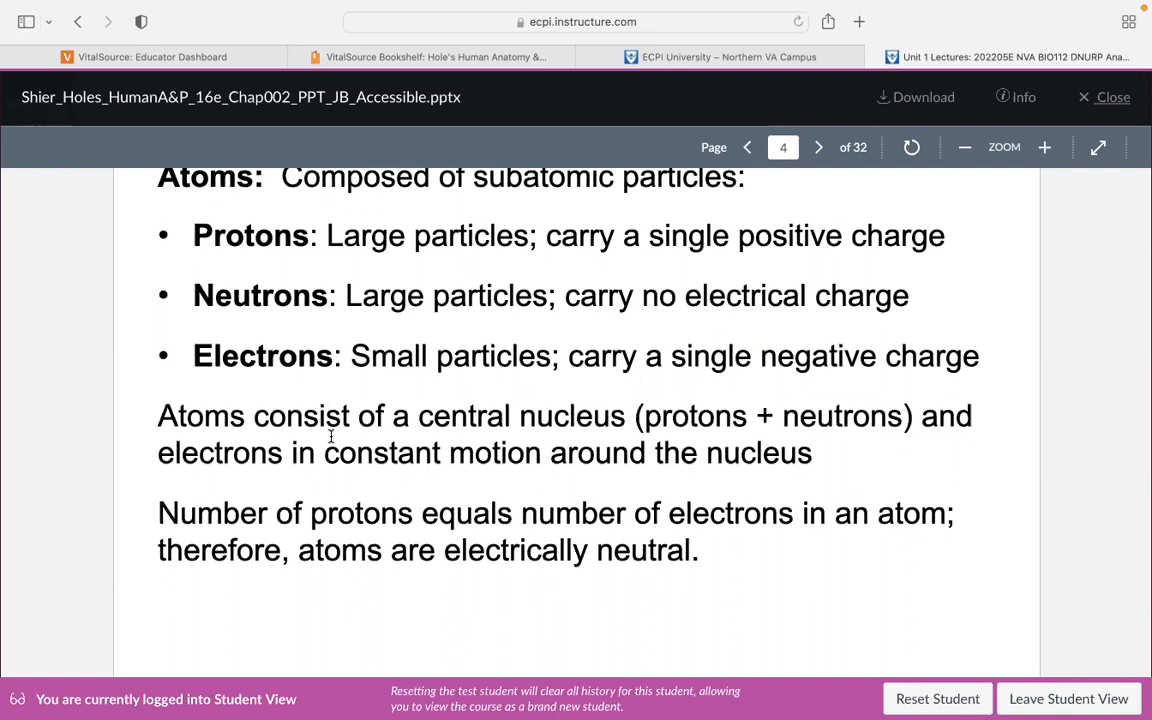 ecpi.instructure.com
VitalSource: Educator Dashboard
VitalSource Bookshelf: Hole's Human Anatomy &...
ECPI University – Northern VA Campus
Unit 1 Lectures: 202205E NVA BIO112 DNURP Ana...
Shier_Holes_HumanA&P_16e_Chap002_PPT_JB_Accessible.pptx
Download
Info
Close
Page
4
of 32
ZOOM
Atoms: Composed of subatomic particles:
• Protons: Large particles; carry a single positive charge
• Neutrons: Large particles; carry no electrical charge
• Electrons: Small particles; carry a single negative charge
Atoms consist of a central nucleus (protons + neutrons) and
electrons in constant motion around the nucleus
Number of protons equals number of electrons in an atom;
therefore, atoms are electrically neutral.
You are currently logged into Student View
Resetting the test student will clear all history for this student, allowing
you to view the course as a brand new student.
Reset Student
Leave Student View